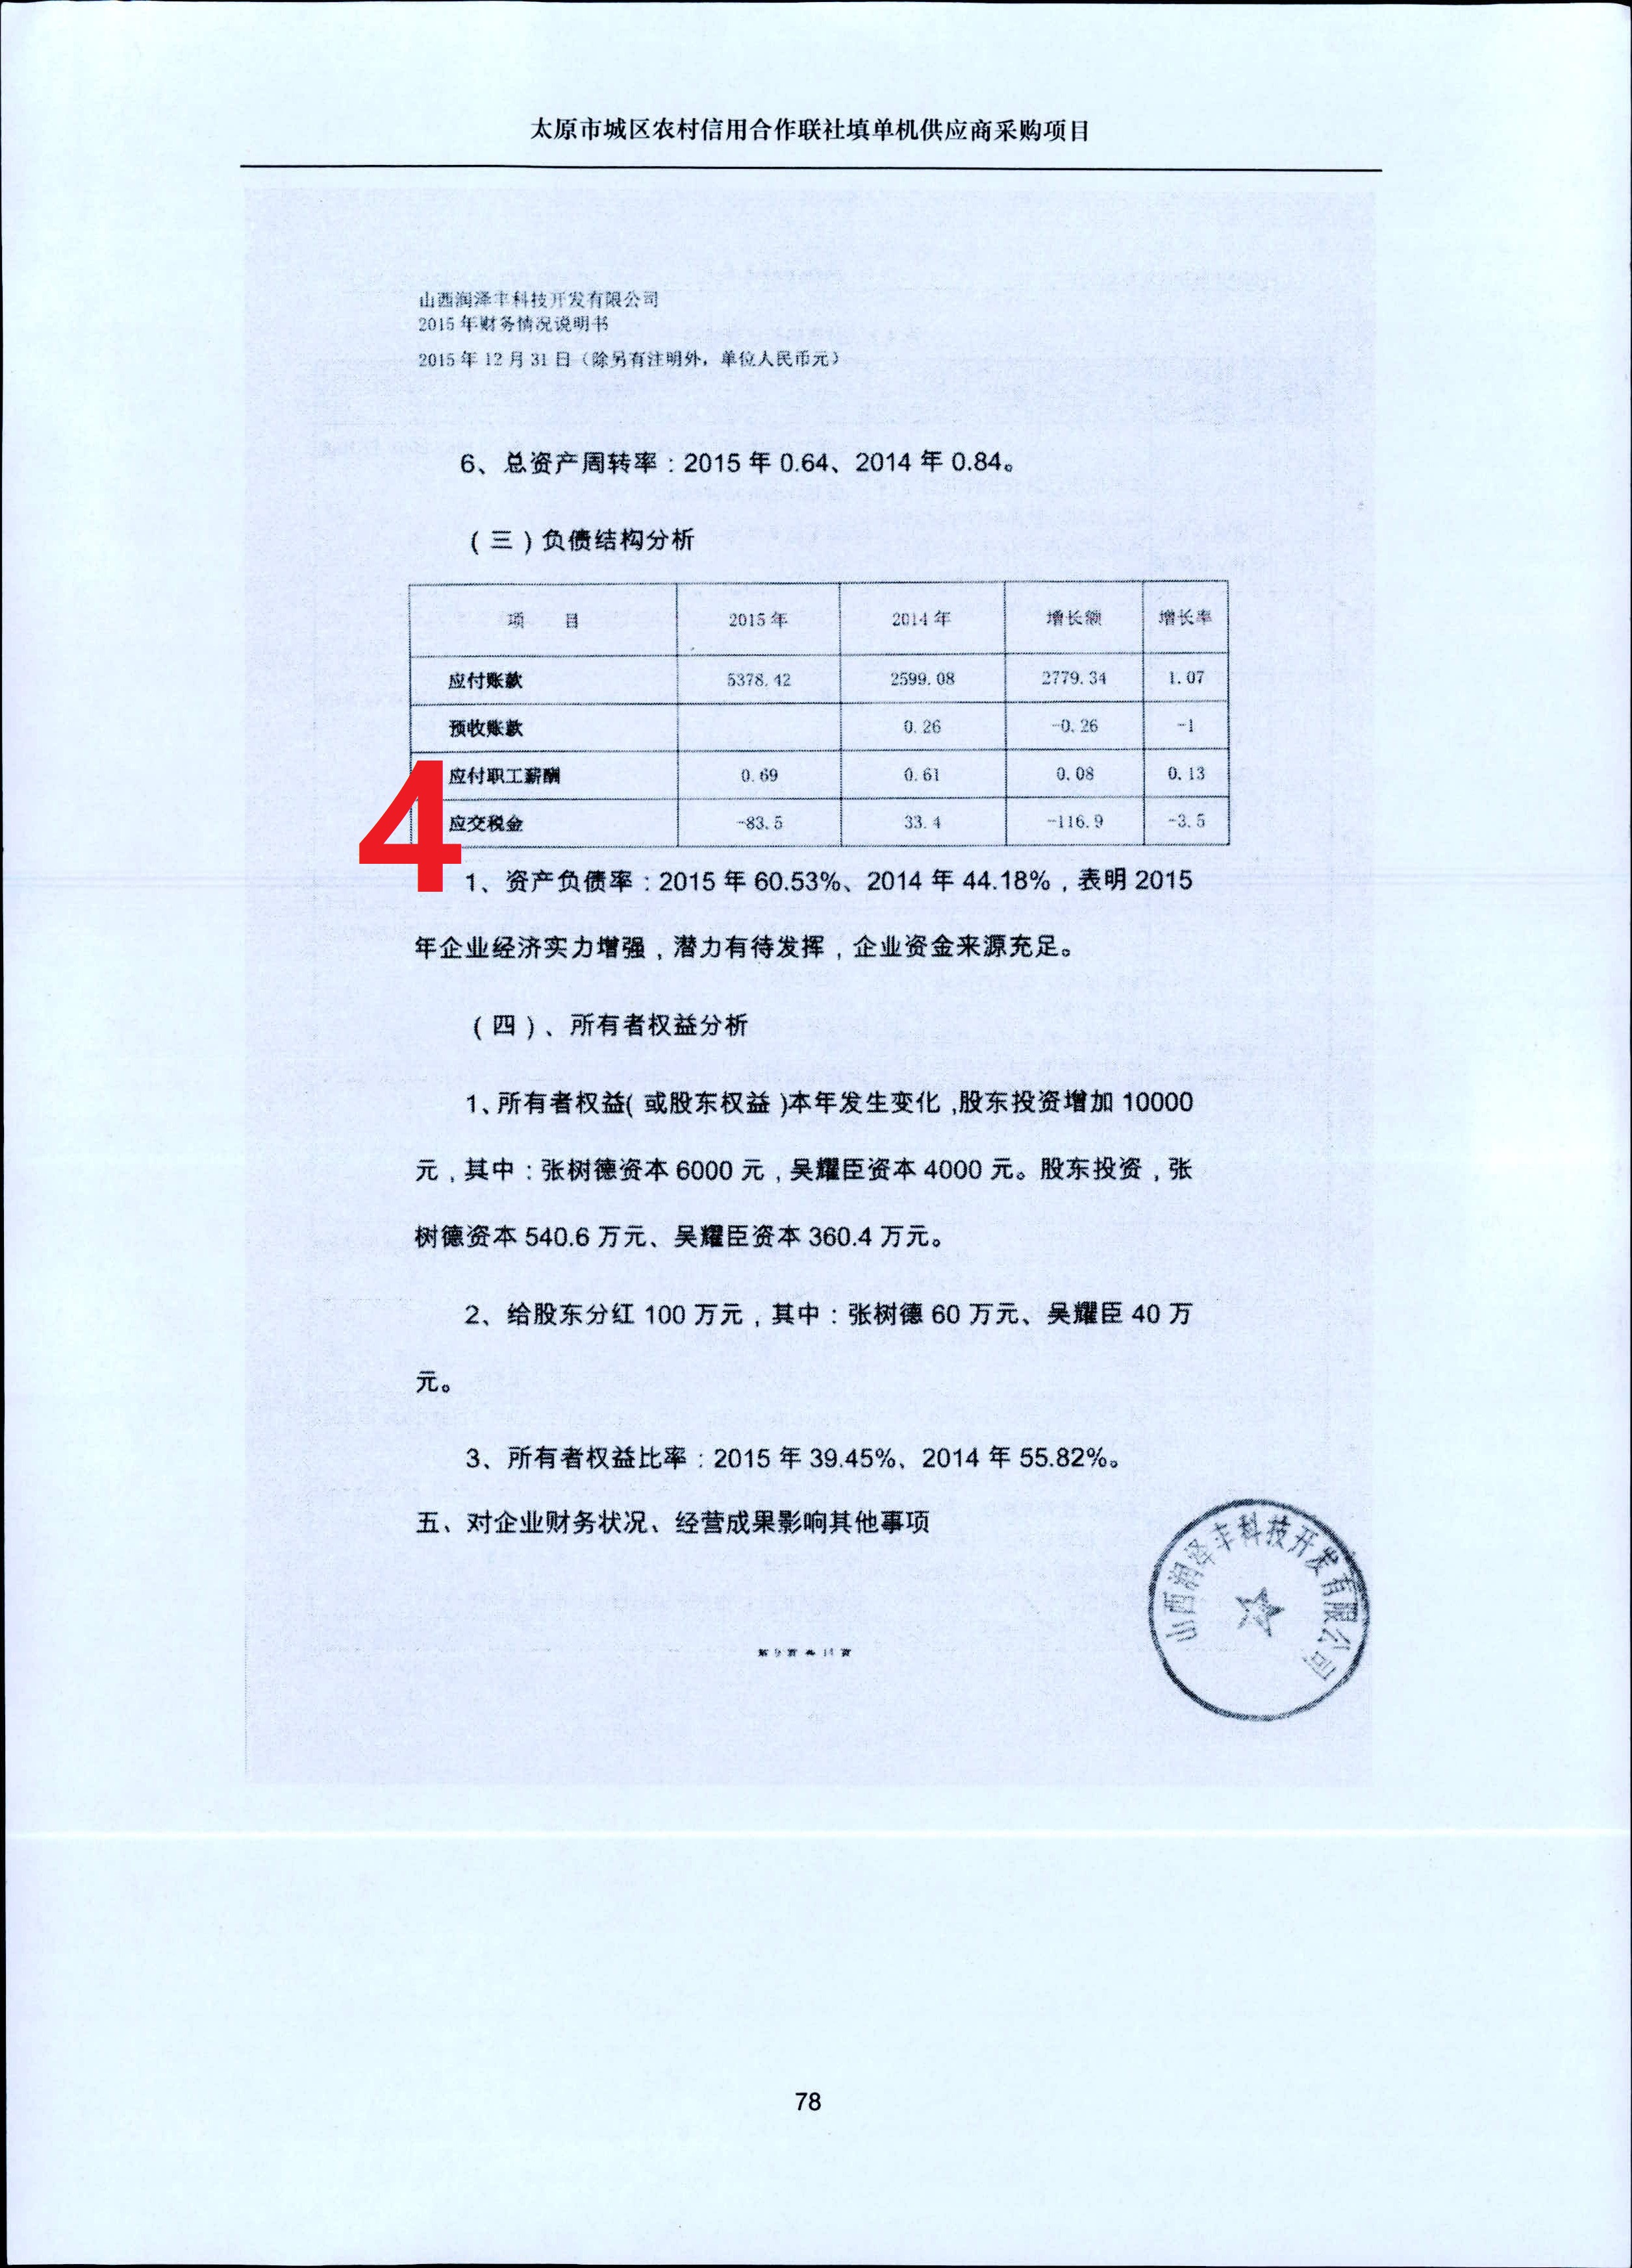 太原市城区农村信用合作联社填单机供应商采购项目
山西润泽丰科技开发有限公司
2015年财务情况说明书
2015年12月31日（除另有注明外，单位人民币元）
6、总资产周转率：2015年0.64、2014年0.84。
（三）负债结构分析
项 目 2015年 2014年 增长额 增长率
应付账款 5378.42 2599.08 2779.34 1.07
预收账款 0.26 -0.26 -1
应付职工薪酬 0.69 0.61 0.08 0.13
应交税金 -83.5 33.4 -116.9 -3.5
4
1、资产负债率：2015年60.53%、2014年44.18%，表明2015
年企业经济实力增强，潜力有待发挥，企业资金来源充足。
（四）、所有者权益分析
1、所有者权益(或股东权益)本年发生变化,股东投资增加10000
元，其中：张树德资本6000元，吴耀臣资本4000元。股东投资，张
树德资本540.6万元、吴耀臣资本360.4万元。
2、给股东分红100万元，其中：张树德60万元、吴耀臣40万
元。
3、所有者权益比率：2015年39.45%、2014年55.82%。
五、对企业财务状况、经营成果影响其他事项
山西润泽丰科技开发有限公司
第9页共11页
78